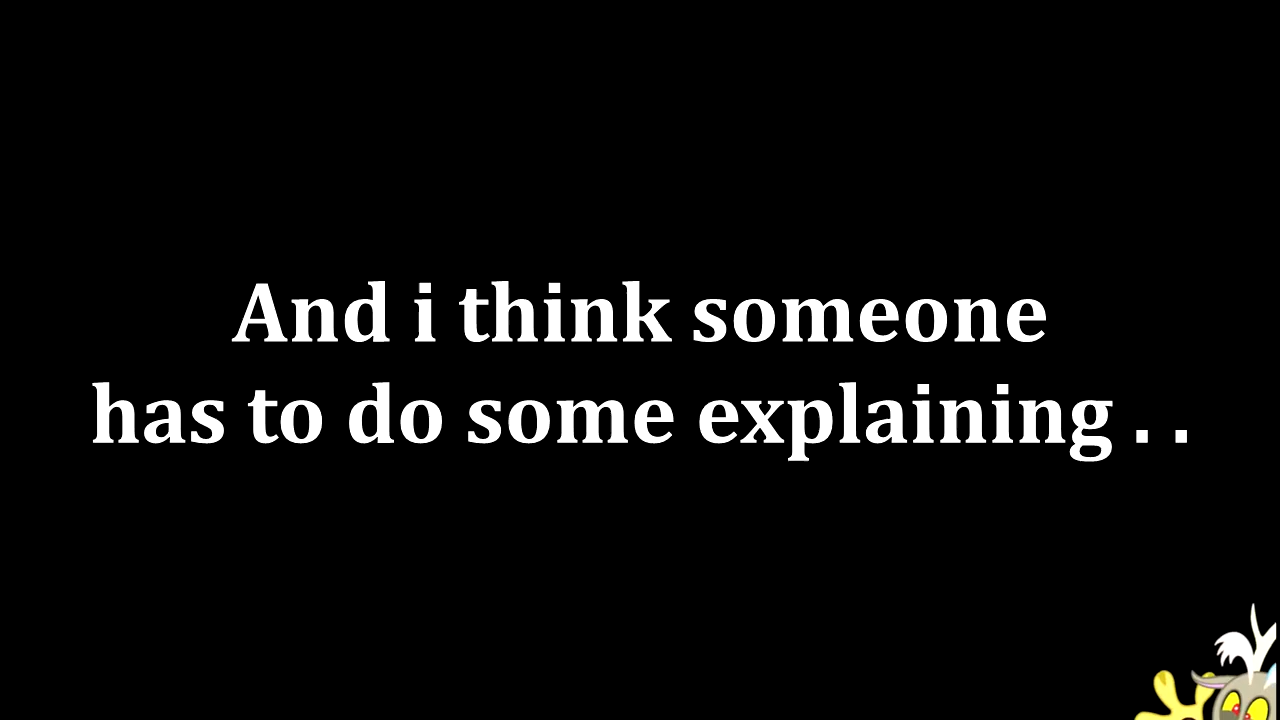 And i think someone
has to do some explaining . .